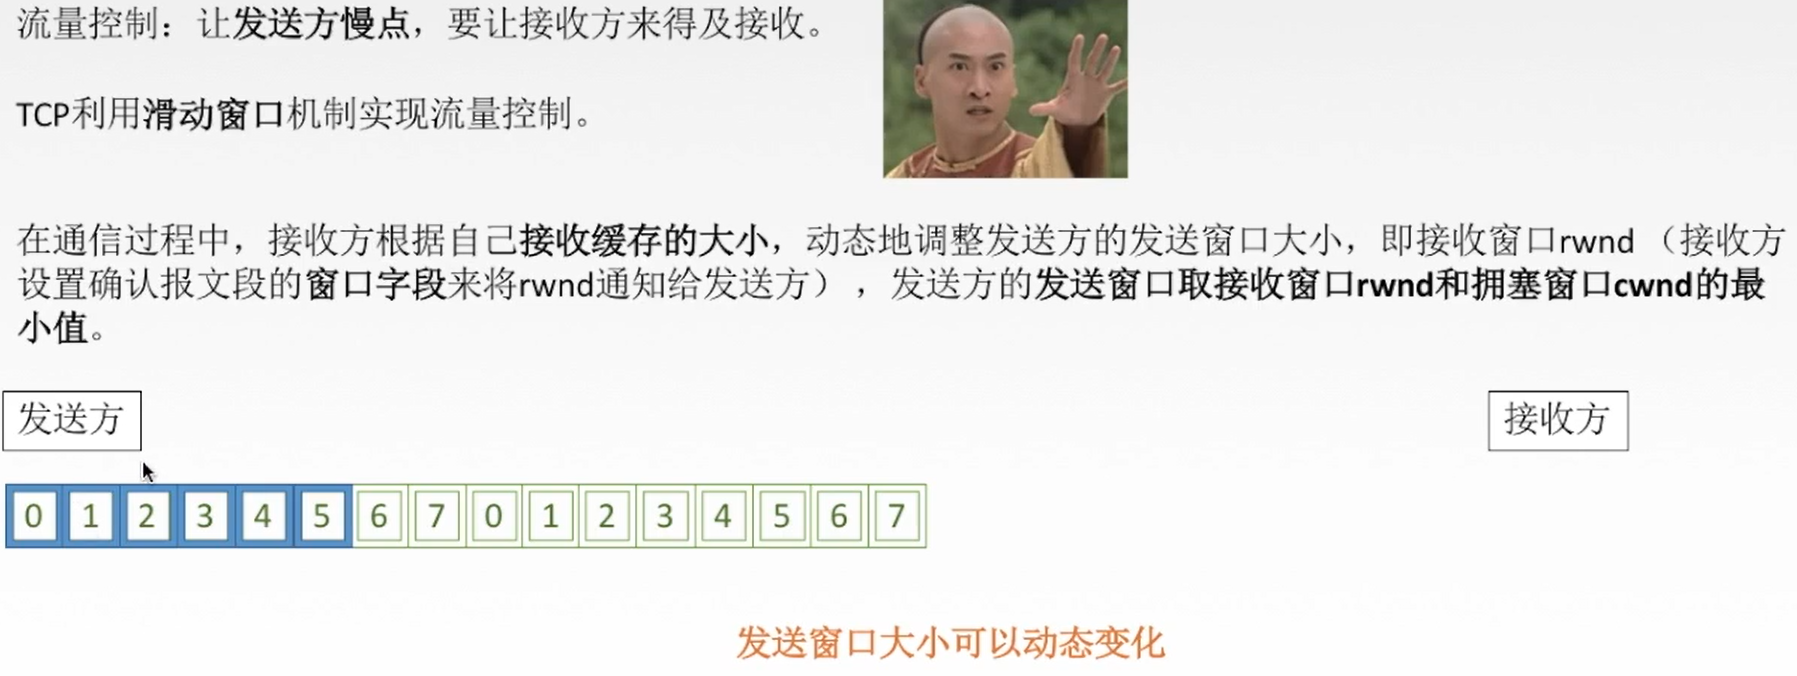 流量控制：让发送方慢点，要让接收方来得及接收。
TCP利用滑动窗口机制实现流量控制。
在通信过程中，接收方根据自己接收缓存的大小，动态地调整发送方的发送窗口大小，即接收窗口rwnd（接收方
设置确认报文段的窗口字段来将rwnd通知给发送方），发送方的发送窗口取接收窗口rwnd和拥塞窗口cwnd的最
小值。
发送方
接收方
0 1 2 3 4 5 6 7 0 1 2 3 4 5 6 7
发送窗口大小可以动态变化